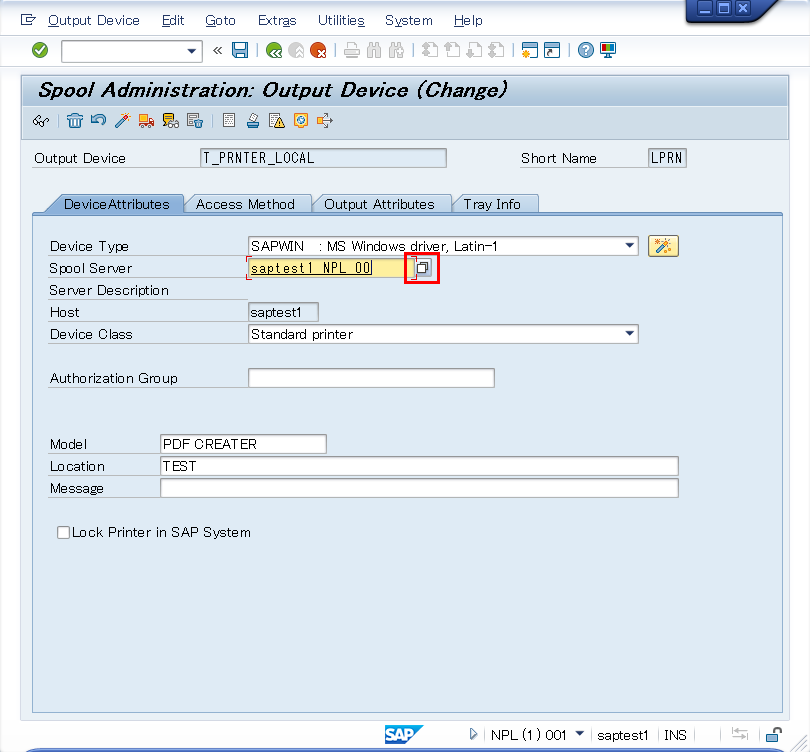 Output Device Edit Goto Extras Utilities System Help
«
Spool Administration: Output Device (Change)
Output Device T_PRNTER_LOCAL Short Name LPRN
DeviceAttributes Access Method Output Attributes Tray Info
Device Type SAPWIN : MS Windows driver, Latin-1
Spool Server saptest1_NPL_00
Server Description
Host saptest1
Device Class Standard printer
Authorization Group
Model PDF CREATER
Location TEST
Message
Lock Printer in SAP System
SAP NPL (1) 001 saptest1 INS